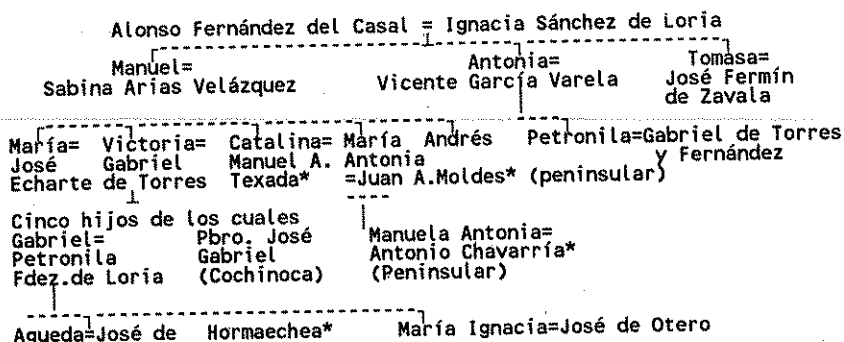 Alonso Fernández del Casal = Ignacia Sánchez de Loria
Manuel= Antonia= Tomasa=
Sabina Arias Velázquez Vicente García Varela José Fermín
de Zavala
María= Victoria= Catalina= María Andrés Petronila=Gabriel de Torres
José Gabriel Manuel A. Antonia y Fernández
Echarte de Torres Texada* =Juan A.Moldes* (peninsular)
Cinco hijos de los cuales
Gabriel= Pbro. José Manuela Antonia=
Petronila Gabriel Antonio Chavarría*
Fdez.de Loria (Cochinoca) (Peninsular)
Agueda=José de Hormaechea* María Ignacia=José de Otero